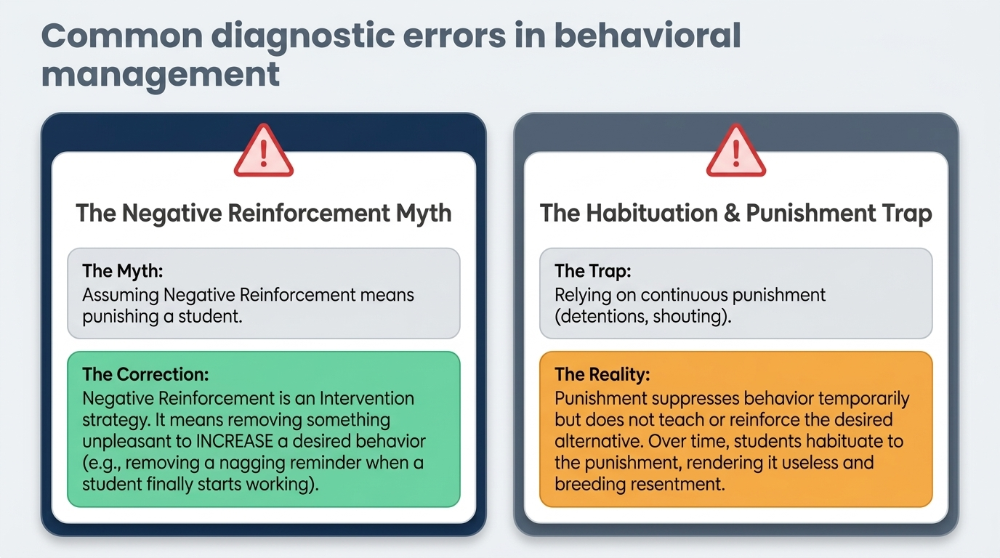 Common diagnostic errors in behavioral
management
The Negative Reinforcement Myth
The Myth:
Assuming Negative Reinforcement means
punishing a student.
The Correction:
Negative Reinforcement is an Intervention
strategy. It means removing something
unpleasant to INCREASE a desired behavior
(e.g., removing a nagging reminder when a
student finally starts working).
The Habituation & Punishment Trap
The Trap:
Relying on continuous punishment
(detentions, shouting).
The Reality:
Punishment suppresses behavior temporarily
but does not teach or reinforce the desired
alternative. Over time, students habituate to
the punishment, rendering it useless and
breeding resentment.